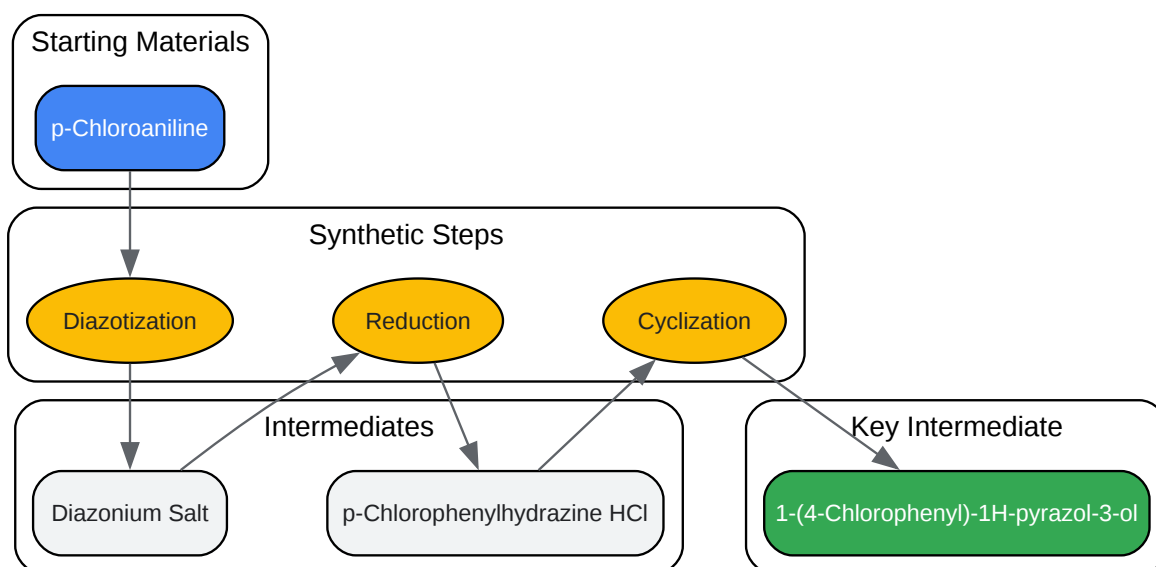 Starting Materials
p-Chloroaniline
Synthetic Steps
Diazotization
Reduction
Cyclization
Intermediates
Key Intermediate
Diazonium Salt
p-Chlorophenylhydrazine HCl
1-(4-Chlorophenyl)-1H-pyrazol-3-ol